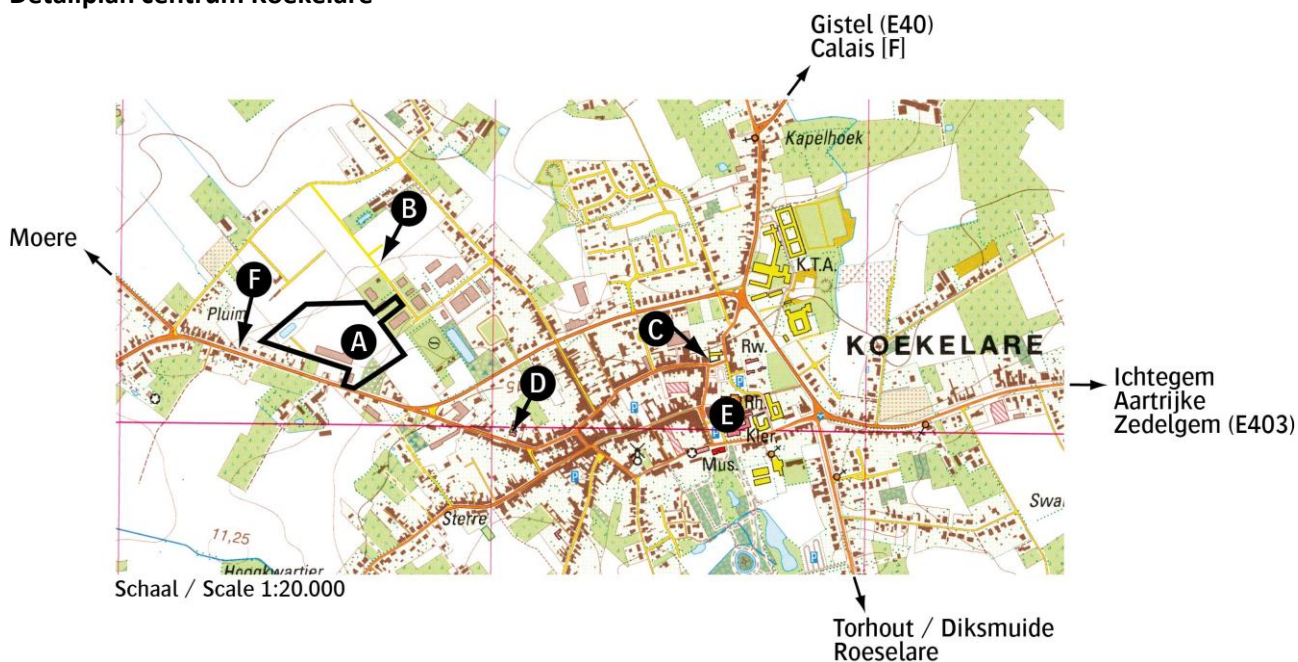 Detailplan centrum Koekelare
Gistel (E40)
Calais [F]
Kapelhoek
B
Moere
K.T.A.
F
Pluim
A
C
Rw.
KOEKELARE
D
Ichtegem
Aartrijke
Zedelgem (E403)
Rh.
E
Kler.
Mus.
Sterre
Swa
11,25
Hoogkwartier
Schaal / Scale 1:20.000
Torhout / Diksmuide
Roeselare